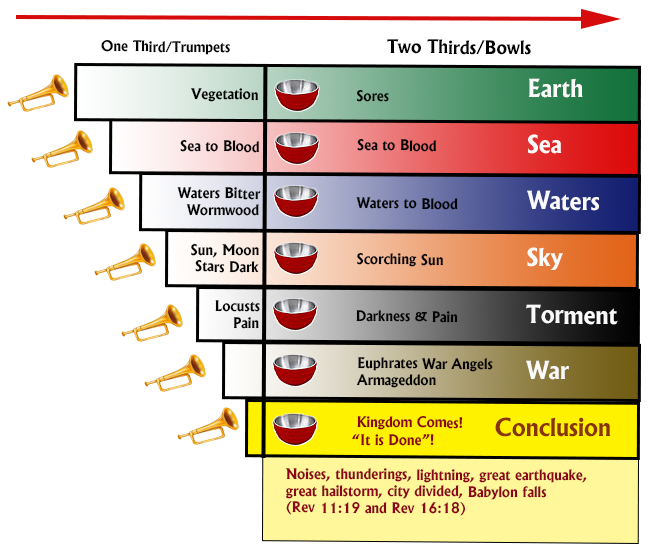 One Third/Trumpets
Two Thirds/Bowls
Vegetation
Sores
Earth
Sea to Blood
Sea to Blood
Sea
Waters Bitter
Wormwood
Waters to Blood
Waters
Sun, Moon
Stars Dark
Scorching Sun
Sky
Locusts
Pain
Darkness & Pain
Torment
Euphrates War Angels
Armageddon
War
Kingdom Comes!
“It is Done”!
Conclusion
Noises, thunderings, lightning, great earthquake,
great hailstorm, city divided, Babylon falls
(Rev 11:19 and Rev 16:18)